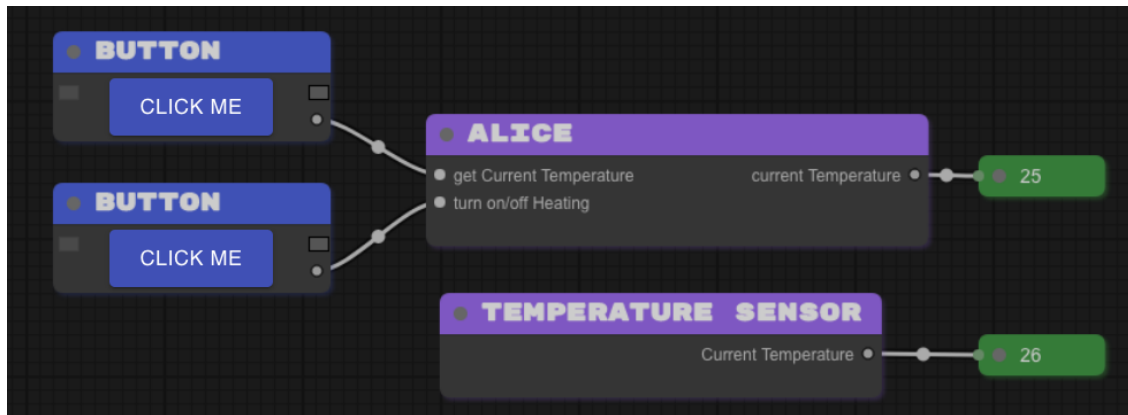 BUTTON
CLICK ME
BUTTON
CLICK ME
ALICE
get Current Temperature
current Temperature
turn on/off Heating
25
TEMPERATURE SENSOR
Current Temperature
26